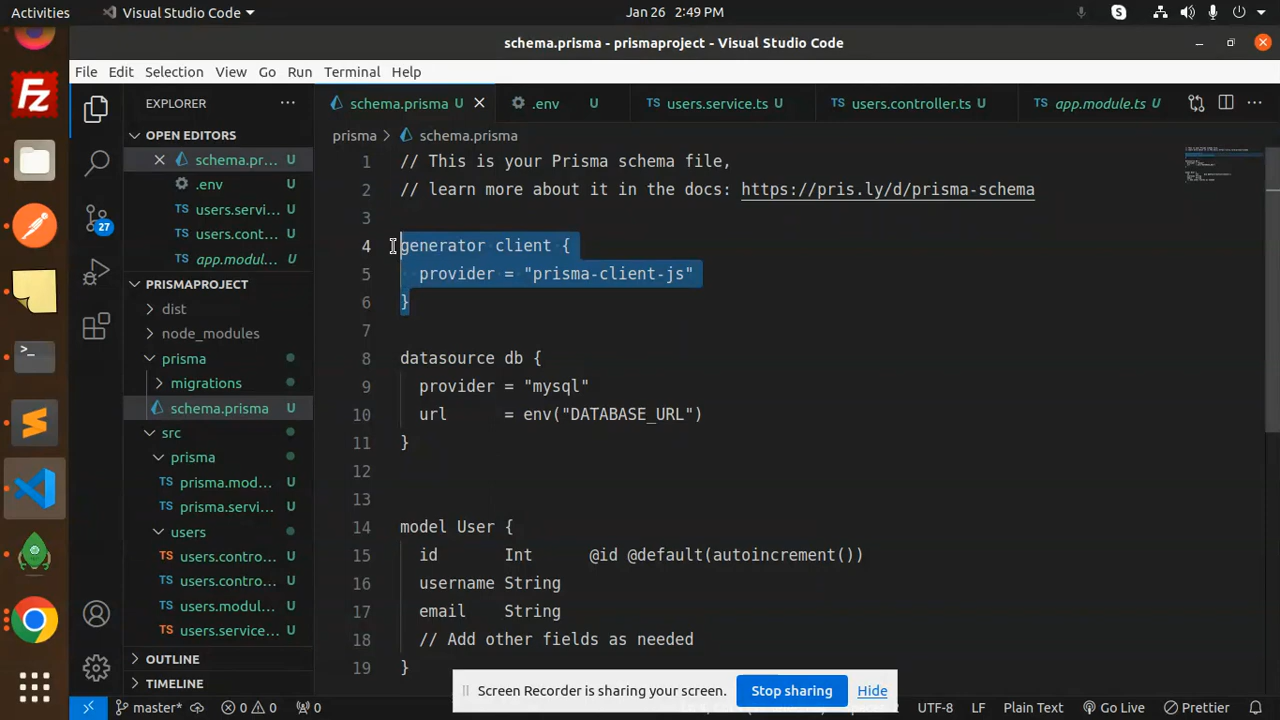 Activities
Visual Studio Code
Jan 26 2:49 PM
schema.prisma - prismaproject - Visual Studio Code
File Edit Selection View Go Run Terminal Help
EXPLORER
schema.prisma U
.env U
users.service.ts U
users.controller.ts U
app.module.ts U
OPEN EDITORS
schema.pr... U
.env U
users.servi... U
users.cont... U
app.modul... U
PRISMAPROJECT
dist
node_modules
prisma
migrations
schema.prisma U
src
prisma
prisma.mod... U
prisma.servi... U
users
users.contro... U
users.contro... U
users.modul... U
users.service... U
OUTLINE
TIMELINE
27
Fz
prisma > schema.prisma
1 // This is your Prisma schema file,
2 // learn more about it in the docs: https://pris.ly/d/prisma-schema
3
4 generator client {
5 provider = "prisma-client-js"
6 }
7
8 datasource db {
9 provider = "mysql"
10 url = env("DATABASE_URL")
11 }
12
13
14 model User {
15 id Int @id @default(autoincrement())
16 username String
17 email String
18 // Add other fields as needed
19 }
Screen Recorder is sharing your screen. Stop sharing Hide
master* 0 0 0 UTF-8 LF Plain Text Go Live Prettier